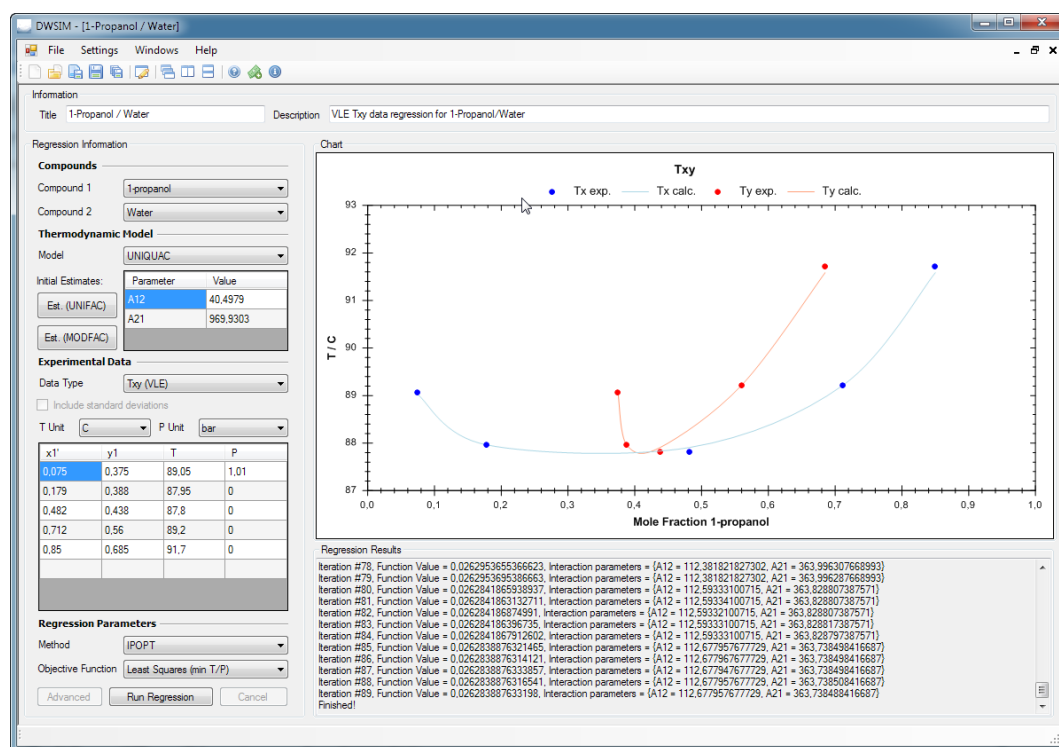 DWSIM - [1-Propanol / Water]
File Settings Windows Help
Information
Title 1-Propanol / Water Description VLE Txy data regression for 1-Propanol/Water
Regression Information
Compounds
Compound 1 1-propanol
Compound 2 Water
Thermodynamic Model
Model UNIQUAC
Initial Estimates:
Parameter Value
A12 40,4979
A21 969,9303
Est. (UNIFAC)
Est. (MODFAC)
Experimental Data
Data Type Txy (VLE)
Include standard deviations
T Unit C P Unit bar
x1' y1 T P
0,075 0,375 89,05 1,01
0,179 0,388 87,95 0
0,482 0,438 87,8 0
0,712 0,56 89,2 0
0,85 0,685 91,7 0
Regression Parameters
Method IPOPT
Objective Function Least Squares (min T/P)
Advanced Run Regression Cancel
Chart
Txy
Tx exp. Tx calc. Ty exp. Ty calc.
93
92
91
90
89
88
87
T / C
0,0 0,1 0,2 0,3 0,4 0,5 0,6 0,7 0,8 0,9 1,0
Mole Fraction 1-propanol
Regression Results
Iteration #78, Function Value = 0,0262953655366623, Interaction parameters = {A12 = 112,381821827302, A21 = 363,996307668993}
Iteration #79, Function Value = 0,0262953695386663, Interaction parameters = {A12 = 112,381821827302, A21 = 363,996287668993}
Iteration #80, Function Value = 0,0262841865938937, Interaction parameters = {A12 = 112,59333100715, A21 = 363,828807387571}
Iteration #81, Function Value = 0,0262841863132711, Interaction parameters = {A12 = 112,59334100715, A21 = 363,828807387571}
Iteration #82, Function Value = 0,026284186874991, Interaction parameters = {A12 = 112,59332100715, A21 = 363,828807387571}
Iteration #83, Function Value = 0,026284186396735, Interaction parameters = {A12 = 112,59333100715, A21 = 363,828817387571}
Iteration #84, Function Value = 0,0262841867912602, Interaction parameters = {A12 = 112,59333100715, A21 = 363,828797387571}
Iteration #85, Function Value = 0,0262838876321465, Interaction parameters = {A12 = 112,677957677729, A21 = 363,738498416687}
Iteration #86, Function Value = 0,0262838876314121, Interaction parameters = {A12 = 112,677967677729, A21 = 363,738498416687}
Iteration #87, Function Value = 0,0262838876333857, Interaction parameters = {A12 = 112,677947677729, A21 = 363,738498416687}
Iteration #88, Function Value = 0,0262838876316541, Interaction parameters = {A12 = 112,677957677729, A21 = 363,738508416687}
Iteration #89, Function Value = 0,026283887633198, Interaction parameters = {A12 = 112,677957677729, A21 = 363,738488416687}
Finished!